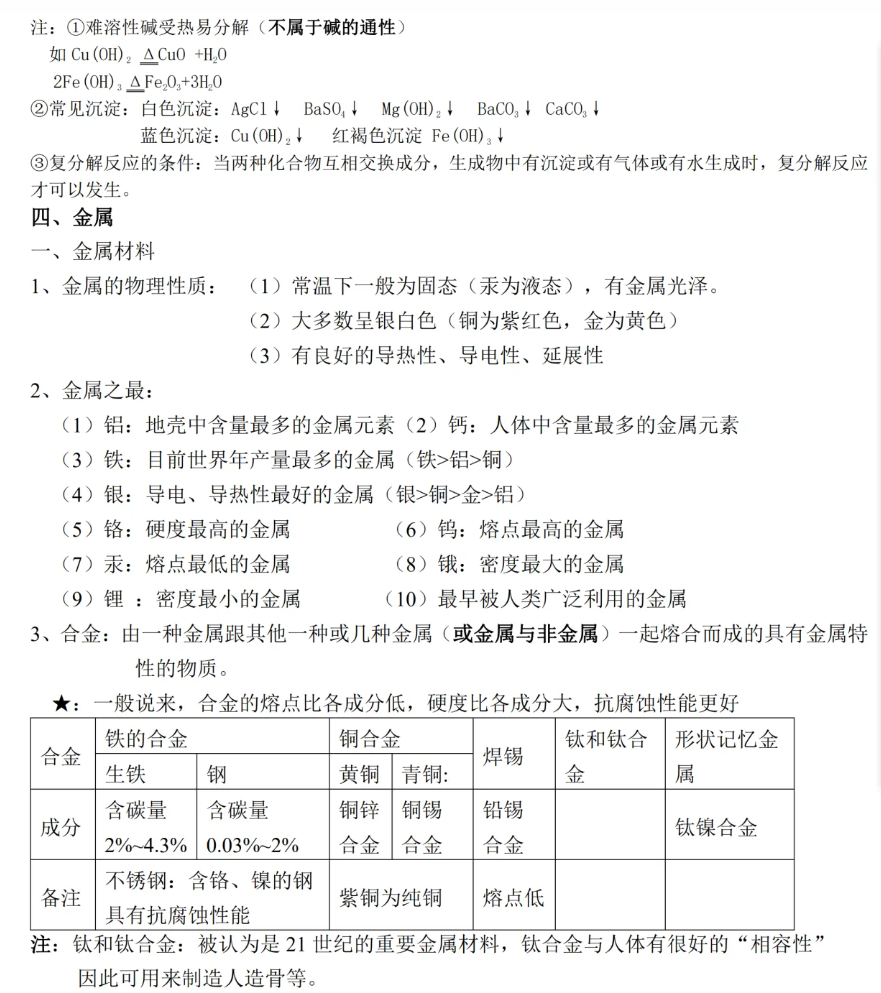 注：①难溶性碱受热易分解（不属于碱的通性）
如 Cu(OH)₂ △ CuO +H₂O
2Fe(OH)₃ △ Fe₂O₃+3H₂O
②常见沉淀：白色沉淀：AgCl↓ BaSO₄↓ Mg(OH)₂↓ BaCO₃↓ CaCO₃↓
蓝色沉淀：Cu(OH)₂↓ 红褐色沉淀 Fe(OH)₃↓
③复分解反应的条件：当两种化合物互相交换成分，生成物中有沉淀或有气体或有水生成时，复分解反应
才可以发生。
四、金属
一、金属材料
1、金属的物理性质： （1）常温下一般为固态（汞为液态），有金属光泽。
（2）大多数呈银白色（铜为紫红色，金为黄色）
（3）有良好的导热性、导电性、延展性
2、金属之最：
（1）铝：地壳中含量最多的金属元素（2）钙：人体中含量最多的金属元素
（3）铁：目前世界年产量最多的金属（铁>铝>铜）
（4）银：导电、导热性最好的金属（银>铜>金>铝）
（5）铬：硬度最高的金属 （6）钨：熔点最高的金属
（7）汞：熔点最低的金属 （8）锇：密度最大的金属
（9）锂 ：密度最小的金属 （10）最早被人类广泛利用的金属
3、合金：由一种金属跟其他一种或几种金属（或金属与非金属）一起熔合而成的具有金属特
性的物质。
★：一般说来，合金的熔点比各成分低，硬度比各成分大，抗腐蚀性能更好
合金 铁的合金 铜合金 焊锡 钛和钛合金 形状记忆金属
生铁 钢 黄铜 青铜:
成分 含碳量 2%~4.3% 含碳量 0.03%~2% 铜锌合金 铜锡合金 铅锡合金 钛镍合金
备注 不锈钢：含铬、镍的钢 具有抗腐蚀性能 紫铜为纯铜 熔点低
注：钛和钛合金：被认为是 21 世纪的重要金属材料，钛合金与人体有很好的“相容性”
因此可用来制造人造骨等。